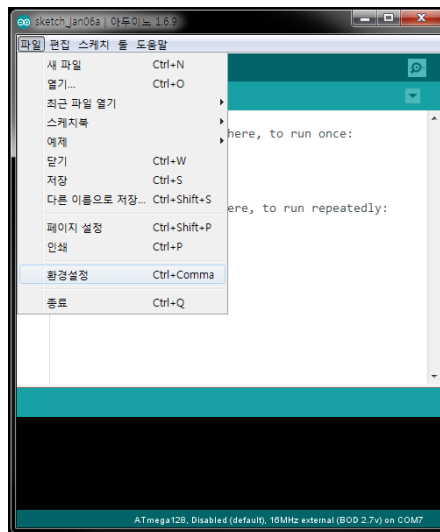 sketch_jan06a | 아두이노 1.6.9
파일 편집 스케치 툴 도움말
새 파일 Ctrl+N
열기... Ctrl+O
최근 파일 열기
스케치북
예제
닫기 Ctrl+W
저장 Ctrl+S
다른 이름으로 저장... Ctrl+Shift+S
페이지 설정 Ctrl+Shift+P
인쇄 Ctrl+P
환경설정 Ctrl+Comma
종료 Ctrl+Q
here, to run once:
ere, to run repeatedly:
ATmega128, Disabled (default), 16MHz external (BOD 2.7v) on COM7